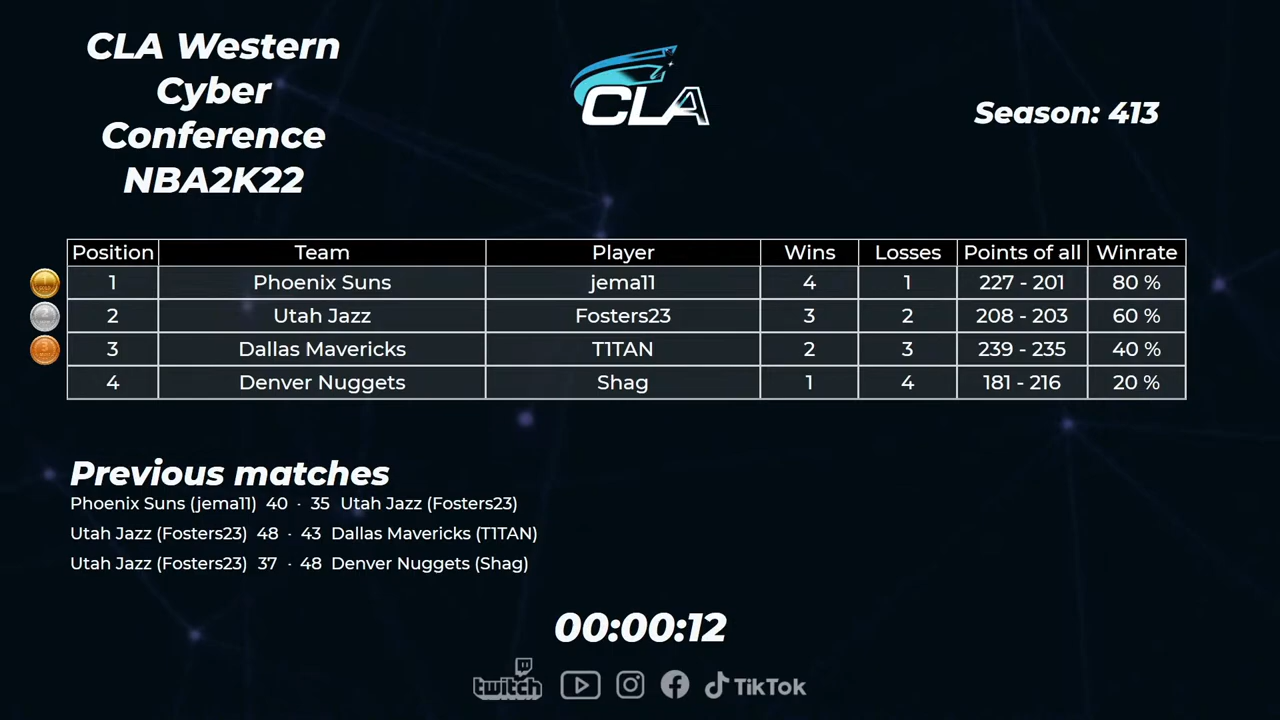 CLA Western
Cyber
Conference
NBA2K22
CLA
Season: 413
Position Team Player Wins Losses Points of all Winrate
1 Phoenix Suns jema11 4 1 227 - 201 80 %
2 Utah Jazz Fosters23 3 2 208 - 203 60 %
3 Dallas Mavericks T1TAN 2 3 239 - 235 40 %
4 Denver Nuggets Shag 1 4 181 - 216 20 %
Previous matches
Phoenix Suns (jema11) 40 · 35 Utah Jazz (Fosters23)
Utah Jazz (Fosters23) 48 · 43 Dallas Mavericks (T1TAN)
Utah Jazz (Fosters23) 37 · 48 Denver Nuggets (Shag)
00:00:12
twitch TikTok